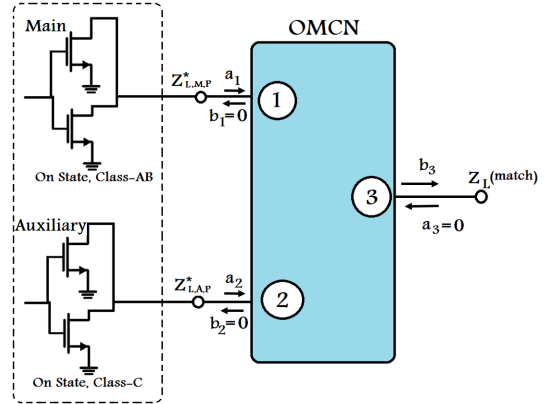 Main
OMCN
Z*L,M,P
a1
b1=0
1
On State, Class-AB
b3
ZL(match)
3
a3=0
Auxiliary
Z*L,A,P
a2
b2=0
2
On State, Class-C